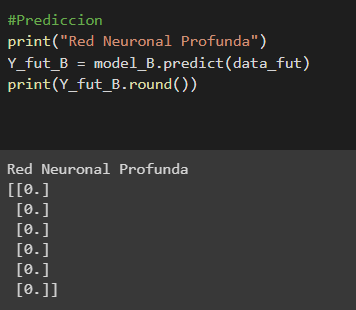 #Prediccion
print("Red Neuronal Profunda")
Y_fut_B = model_B.predict(data_fut)
print(Y_fut_B.round())
Red Neuronal Profunda
[[0.]
 [0.]
 [0.]
 [0.]
 [0.]
 [0.]]